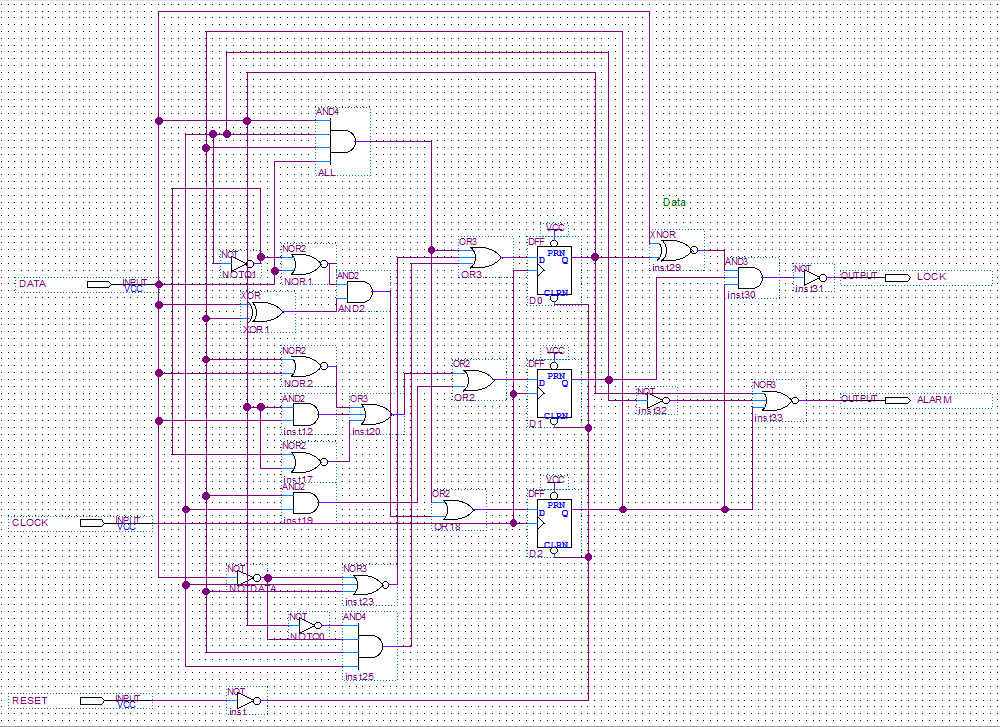 AND4
ALL
Data
VCC
OR3
DFF
PRN
D
Q
CLRN
D0
OR3
XNOR
inst29
AND3
inst30
NOT
inst31
OUTPUT
LOCK
NOT
NOTQ1
NOR2
NOR1
AND2
AND2
DATA
INPUT
VCC
XOR
XOR1
NOR2
NOR2
AND2
inst12
OR3
inst20
NOR2
inst17
AND2
inst19
VCC
OR2
OR2
DFF
PRN
D
Q
CLRN
D1
NOT
inst32
NOR3
inst33
OUTPUT
ALARM
VCC
OR2
OR18
DFF
PRN
D
Q
CLRN
D2
CLOCK
INPUT
VCC
NOT
NOTDATA
NOR3
inst23
NOT
NOTQ0
AND4
inst25
RESET
INPUT
VCC
NOT
inst